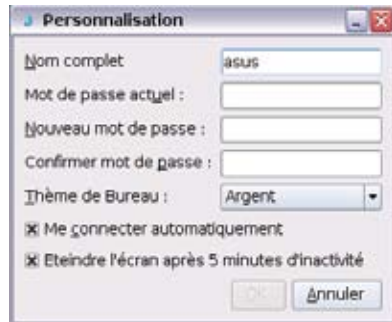 Personnalisation
Nom complet
asus
Mot de passe actuel :
Nouveau mot de passe :
Confirmer mot de passe :
Thème de Bureau :
Argent
Me connecter automatiquement
Eteindre l'écran après 5 minutes d'inactivité
OK
Annuler